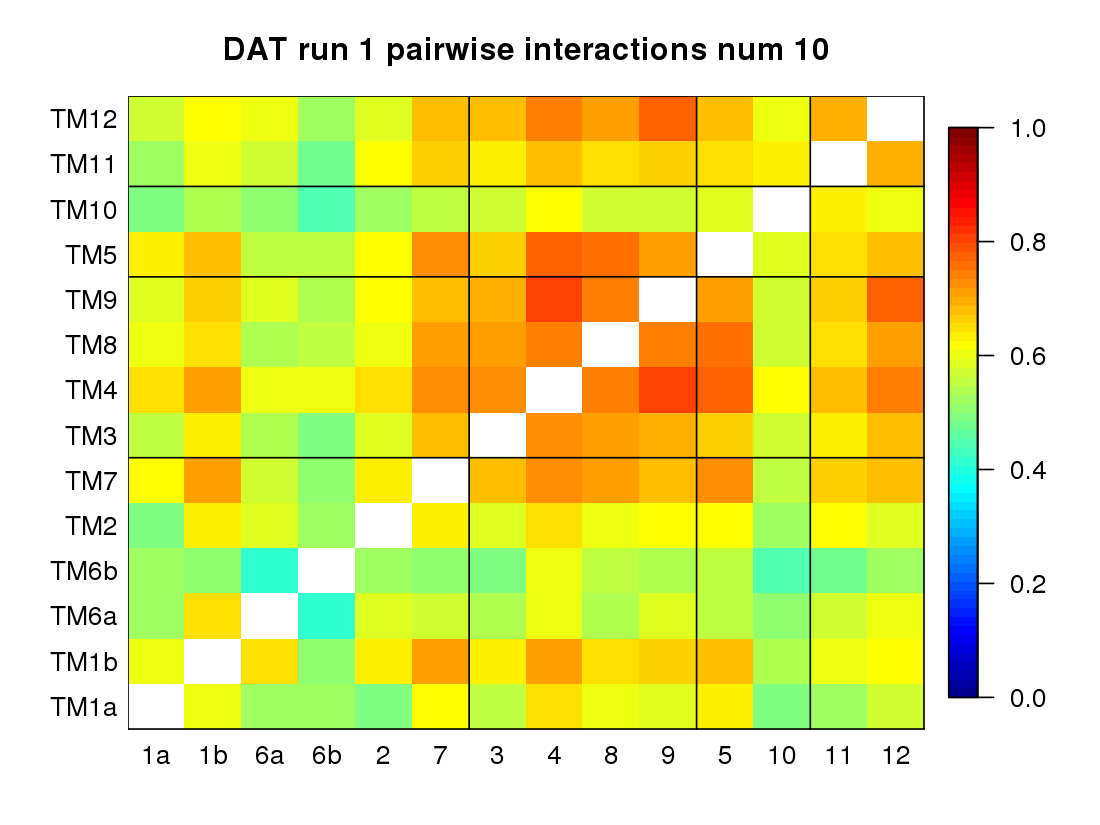 DAT run 1 pairwise interactions num 10
TM12
TM11
TM10
TM5
TM9
TM8
TM4
TM3
TM7
TM2
TM6b
TM6a
TM1b
TM1a
1a 1b 6a 6b 2 7 3 4 8 9 5 10 11 12
1.0
0.8
0.6
0.4
0.2
0.0